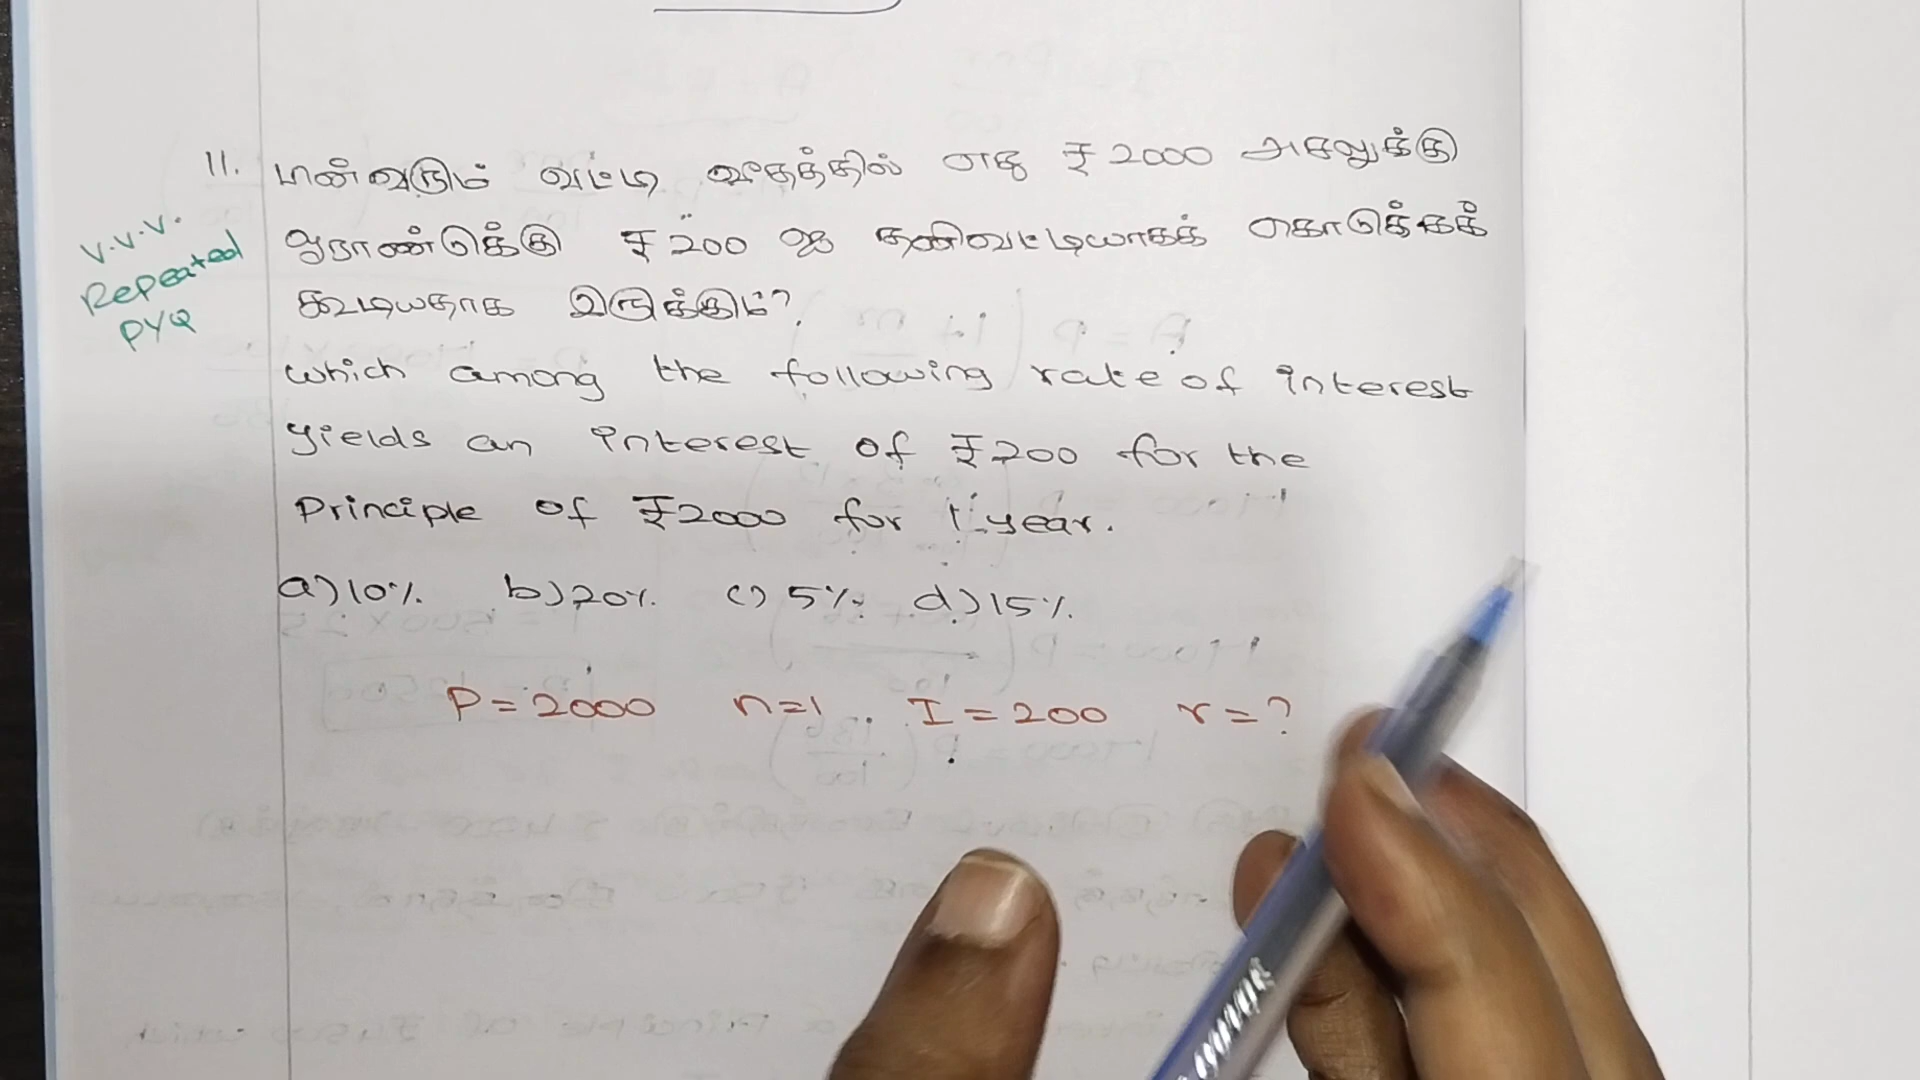 11. பின்வரும் வட்டி வீதத்தில் எது ₹2000 அசலுக்கு
ஓராண்டுக்கு ₹200 ஐ தனிவட்டியாகக் கொடுக்கக்
கூடியதாக இருக்கும்?
V.V.V.
Repeated
PYQ
which among the following rate of interest
yields an interest of ₹200 for the
principle of ₹2000 for 1 year.
a) 10% b) 20% c) 5% d) 15%
P = 2000 n = 1 I = 200 r = ?